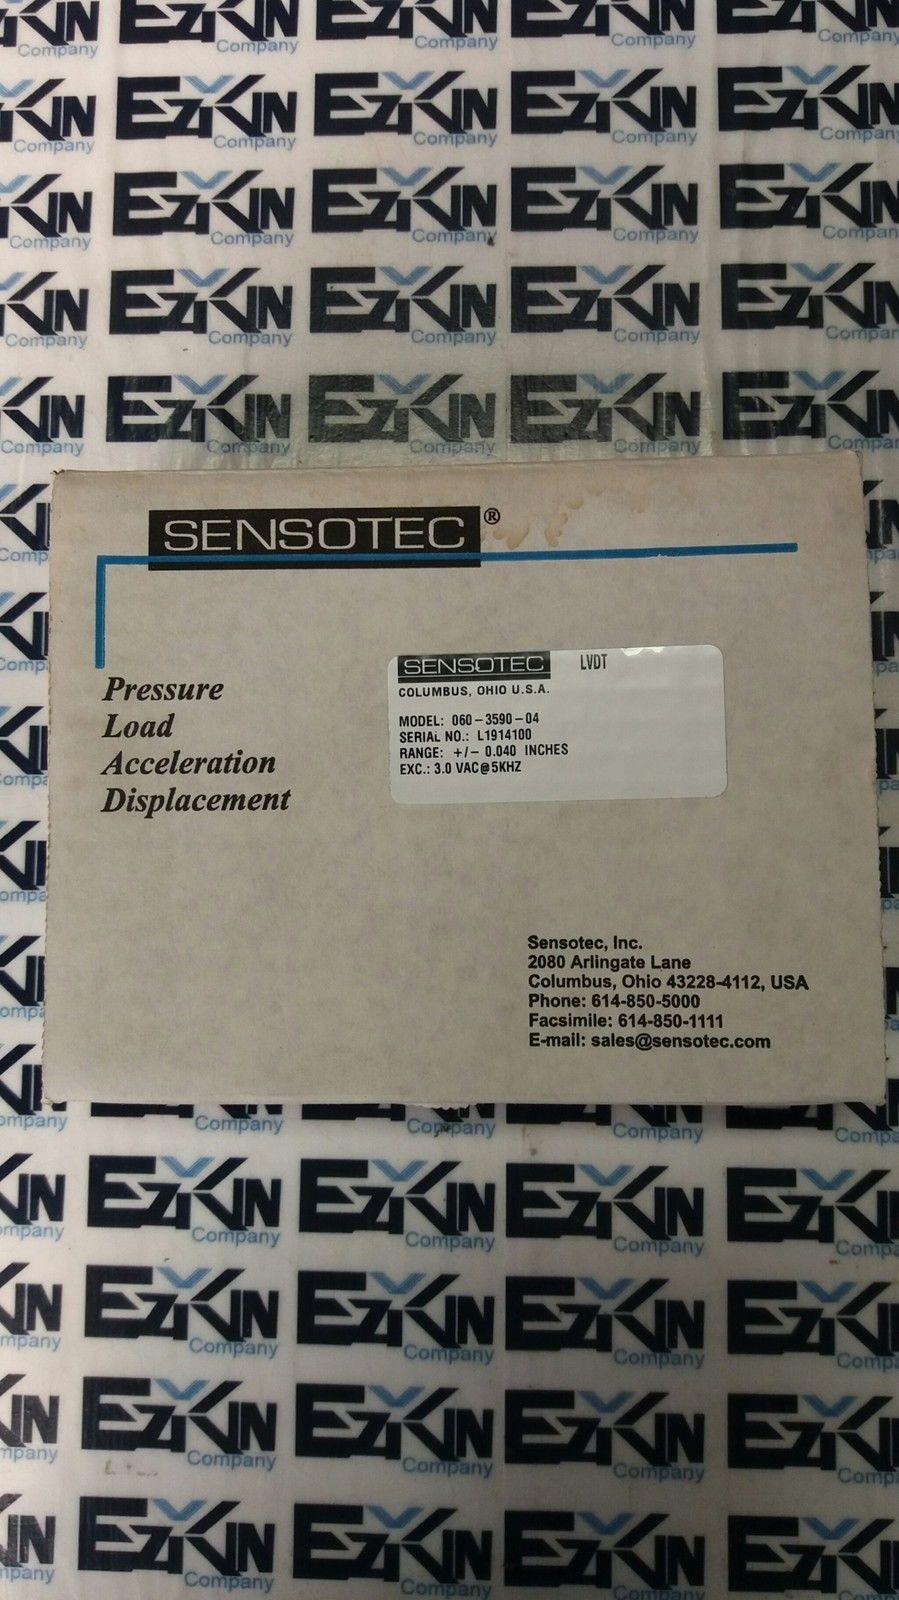 EZKIN
Company
SENSOTEC®
Pressure
Load
Acceleration
Displacement
SENSOTEC LVDT
COLUMBUS, OHIO U.S.A.
MODEL: 060-3590-04
SERIAL NO.: L1914100
RANGE: +/- 0.040 INCHES
EXC.: 3.0 VAC@5KHZ
Sensotec, Inc.
2080 Arlingate Lane
Columbus, Ohio 43228-4112, USA
Phone: 614-850-5000
Facsimile: 614-850-1111
E-mail: sales@sensotec.com